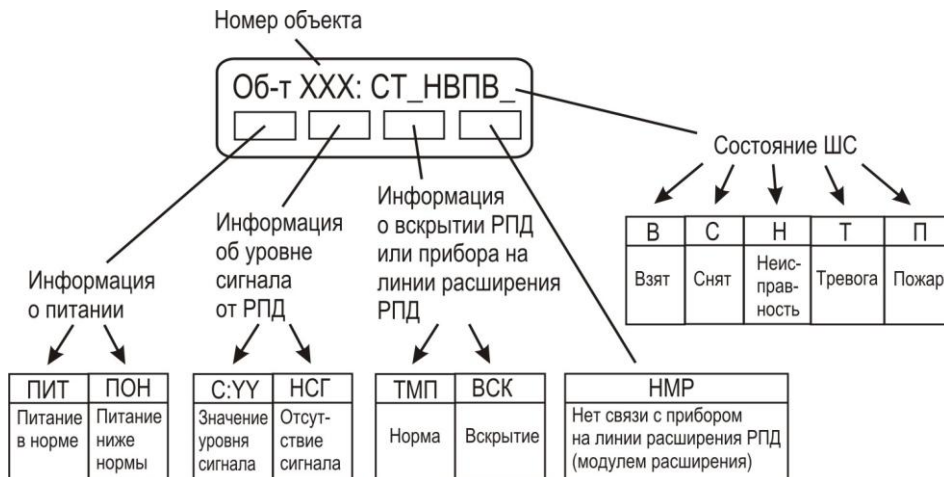 Номер объекта
Об-т ХХХ: СТ_НВПВ_
Состояние ШС
В С Н Т П
Взят
Снят
Неис-
прав-
ность
Тревога
Пожар
Информация
о питании
Информация
об уровне
сигнала
от РПД
Информация
о вскрытии РПД
или прибора на
линии расширения
РПД
ПИТ
Питание
в норме
ПОН
Питание
ниже
нормы
С:YY
Значение
уровня
сигнала
НСГ
Отсут-
ствие
сигнала
ТМП
Норма
ВСК
Вскрытие
НМР
Нет связи с прибором
на линии расширения РПД
(модулем расширения)